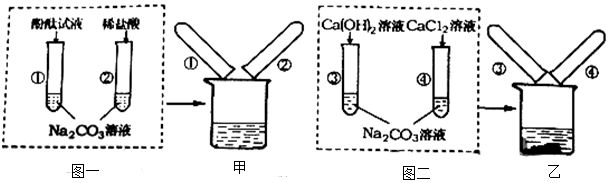 酚酞试液 稀盐酸
① ②
Na₂CO₃溶液
① ②
图一 甲
Ca(OH)₂溶液 CaCl₂溶液
③ ④
Na₂CO₃溶液
③ ④
图二 乙